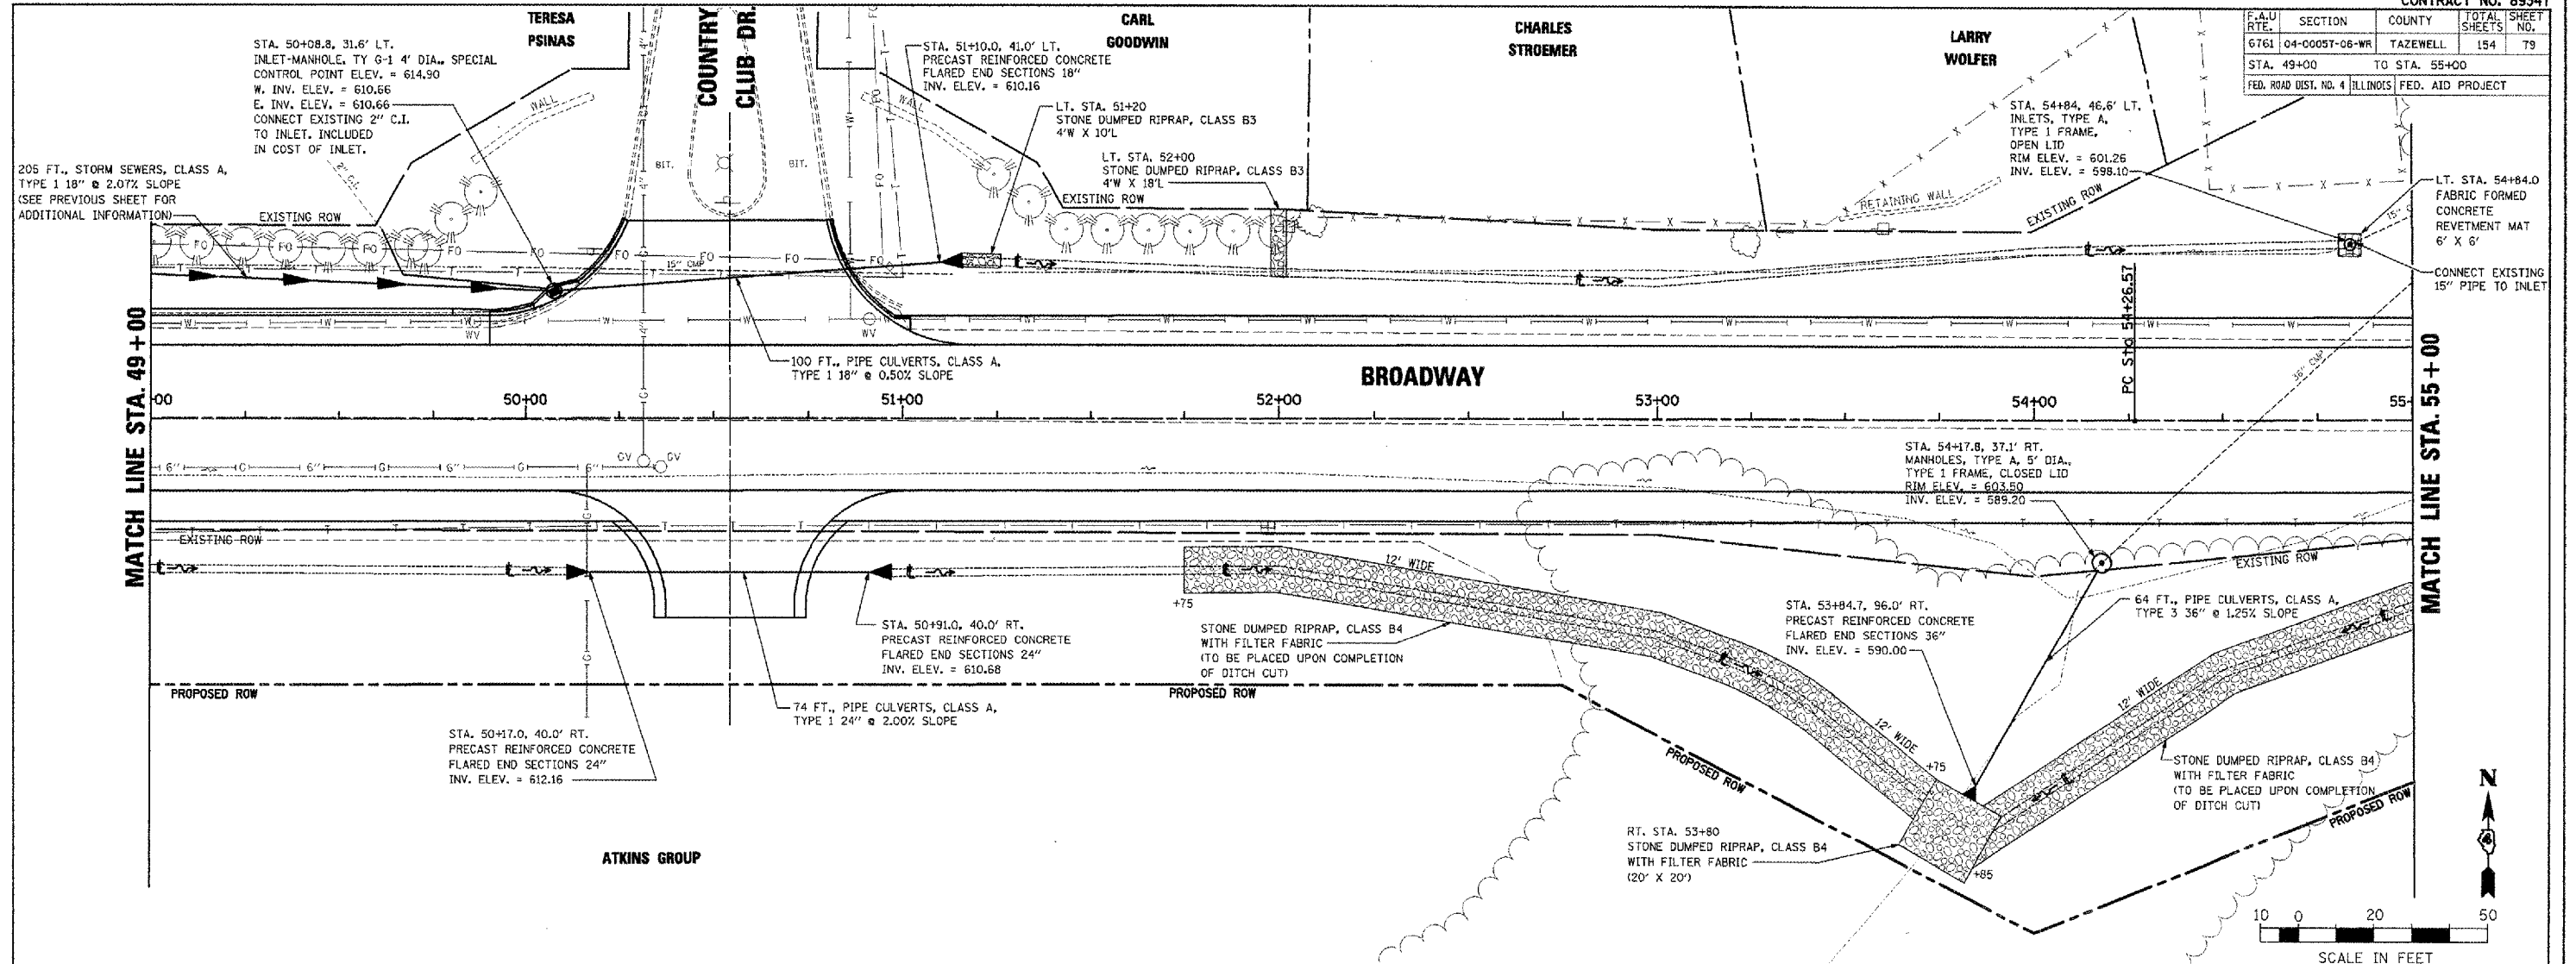 CONTRACT NO. 89347
F.A.U RTE.
SECTION
COUNTY
TOTAL SHEETS
SHEET NO.
6761
04-00057-06-WR
TAZEWELL
154
79
STA. 49+00 TO STA. 55+00
FED. ROAD DIST. NO. 4
ILLINOIS
FED. AID PROJECT
TERESA
PSINAS
COUNTRY
CLUB DR.
CARL
GOODWIN
CHARLES
STROEMER
LARRY
WOLFER
STA. 50+08.8, 31.6' LT.
INLET-MANHOLE, TY G-1 4' DIA., SPECIAL
CONTROL POINT ELEV. = 614.90
W. INV. ELEV. = 610.66
E. INV. ELEV. = 610.66
CONNECT EXISTING 2" C.I.
TO INLET. INCLUDED
IN COST OF INLET.
205 FT., STORM SEWERS, CLASS A,
TYPE 1 18" @ 2.07% SLOPE
(SEE PREVIOUS SHEET FOR
ADDITIONAL INFORMATION)
STA. 51+10.0, 41.0' LT.
PRECAST REINFORCED CONCRETE
FLARED END SECTIONS 18"
INV. ELEV. = 610.16
LT. STA. 51+20
STONE DUMPED RIPRAP, CLASS B3
4'W X 10'L
LT. STA. 52+00
STONE DUMPED RIPRAP, CLASS B3
4'W X 18'L
STA. 54+84, 46.6' LT.
INLETS, TYPE A,
TYPE 1 FRAME,
OPEN LID
RIM ELEV. = 601.26
INV. ELEV. = 598.10
LT. STA. 54+84.0
FABRIC FORMED
CONCRETE
REVETMENT MAT
6' X 6'
CONNECT EXISTING
15" PIPE TO INLET
WALL
WALL
2" C.I.
BIT.
BIT.
EXISTING ROW
EXISTING ROW
RETAINING WALL
EXISTING ROW
15" CMP
WV
WV
100 FT., PIPE CULVERTS, CLASS A,
TYPE 1 18" @ 0.50% SLOPE
BROADWAY
PC Sta 54+26.57
36" CMP
MATCH LINE STA. 49+00
MATCH LINE STA. 55+00
00
50+00
51+00
52+00
53+00
54+00
55+
GV
GV
STA. 54+17.8, 37.1' RT.
MANHOLES, TYPE A, 5' DIA.,
TYPE 1 FRAME, CLOSED LID
RIM ELEV. = 603.50
INV. ELEV. = 589.20
EXISTING ROW
EXISTING ROW
12' WIDE
+75
STA. 50+91.0, 40.0' RT.
PRECAST REINFORCED CONCRETE
FLARED END SECTIONS 24"
INV. ELEV. = 610.68
STONE DUMPED RIPRAP, CLASS B4
WITH FILTER FABRIC
(TO BE PLACED UPON COMPLETION
OF DITCH CUT)
STA. 53+84.7, 96.0' RT.
PRECAST REINFORCED CONCRETE
FLARED END SECTIONS 36"
INV. ELEV. = 590.00
64 FT., PIPE CULVERTS, CLASS A,
TYPE 3 36" @ 1.25% SLOPE
PROPOSED ROW
PROPOSED ROW
74 FT., PIPE CULVERTS, CLASS A,
TYPE 1 24" @ 2.00% SLOPE
STA. 50+17.0, 40.0' RT.
PRECAST REINFORCED CONCRETE
FLARED END SECTIONS 24"
INV. ELEV. = 612.16
12' WIDE
12' WIDE
+75
PROPOSED ROW
STONE DUMPED RIPRAP, CLASS B4
WITH FILTER FABRIC
(TO BE PLACED UPON COMPLETION
OF DITCH CUT)
PROPOSED ROW
RT. STA. 53+80
STONE DUMPED RIPRAP, CLASS B4
WITH FILTER FABRIC
(20' X 20')
+85
ATKINS GROUP
N
10 0 20 50
SCALE IN FEET